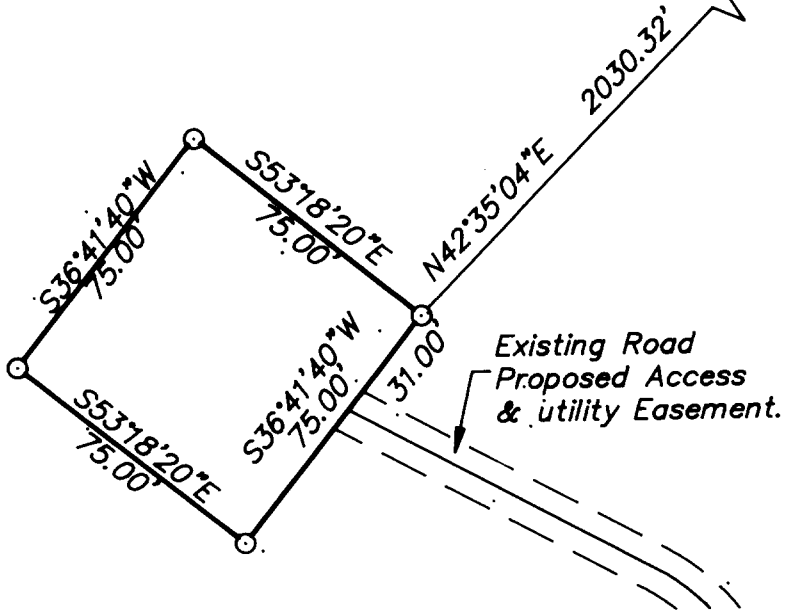 2030.32'
N42°35'04"E
S53°18'20"E
75.00'
S36°41'40"W
75.00'
S36°41'40"W
75.00'
31.00'
S53°18'20"E
75.00'
Existing Road
Proposed Access
& utility Easement.